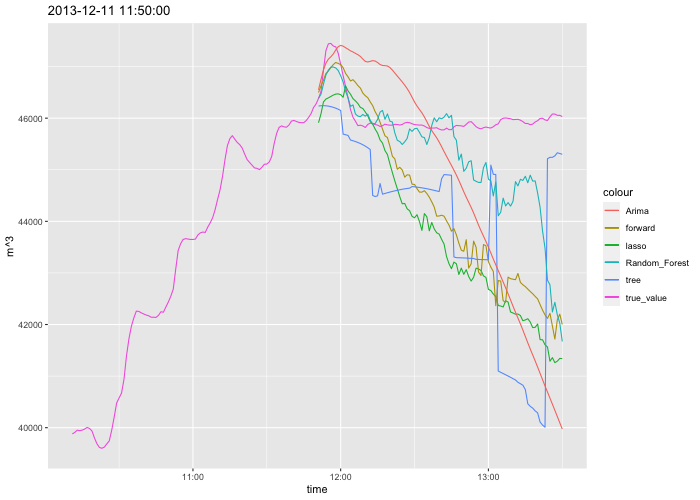 2013-12-11 11:50:00
46000
44000
42000
40000
m^3
11:00
12:00
13:00
time
colour
Arima
forward
lasso
Random_Forest
tree
true_value